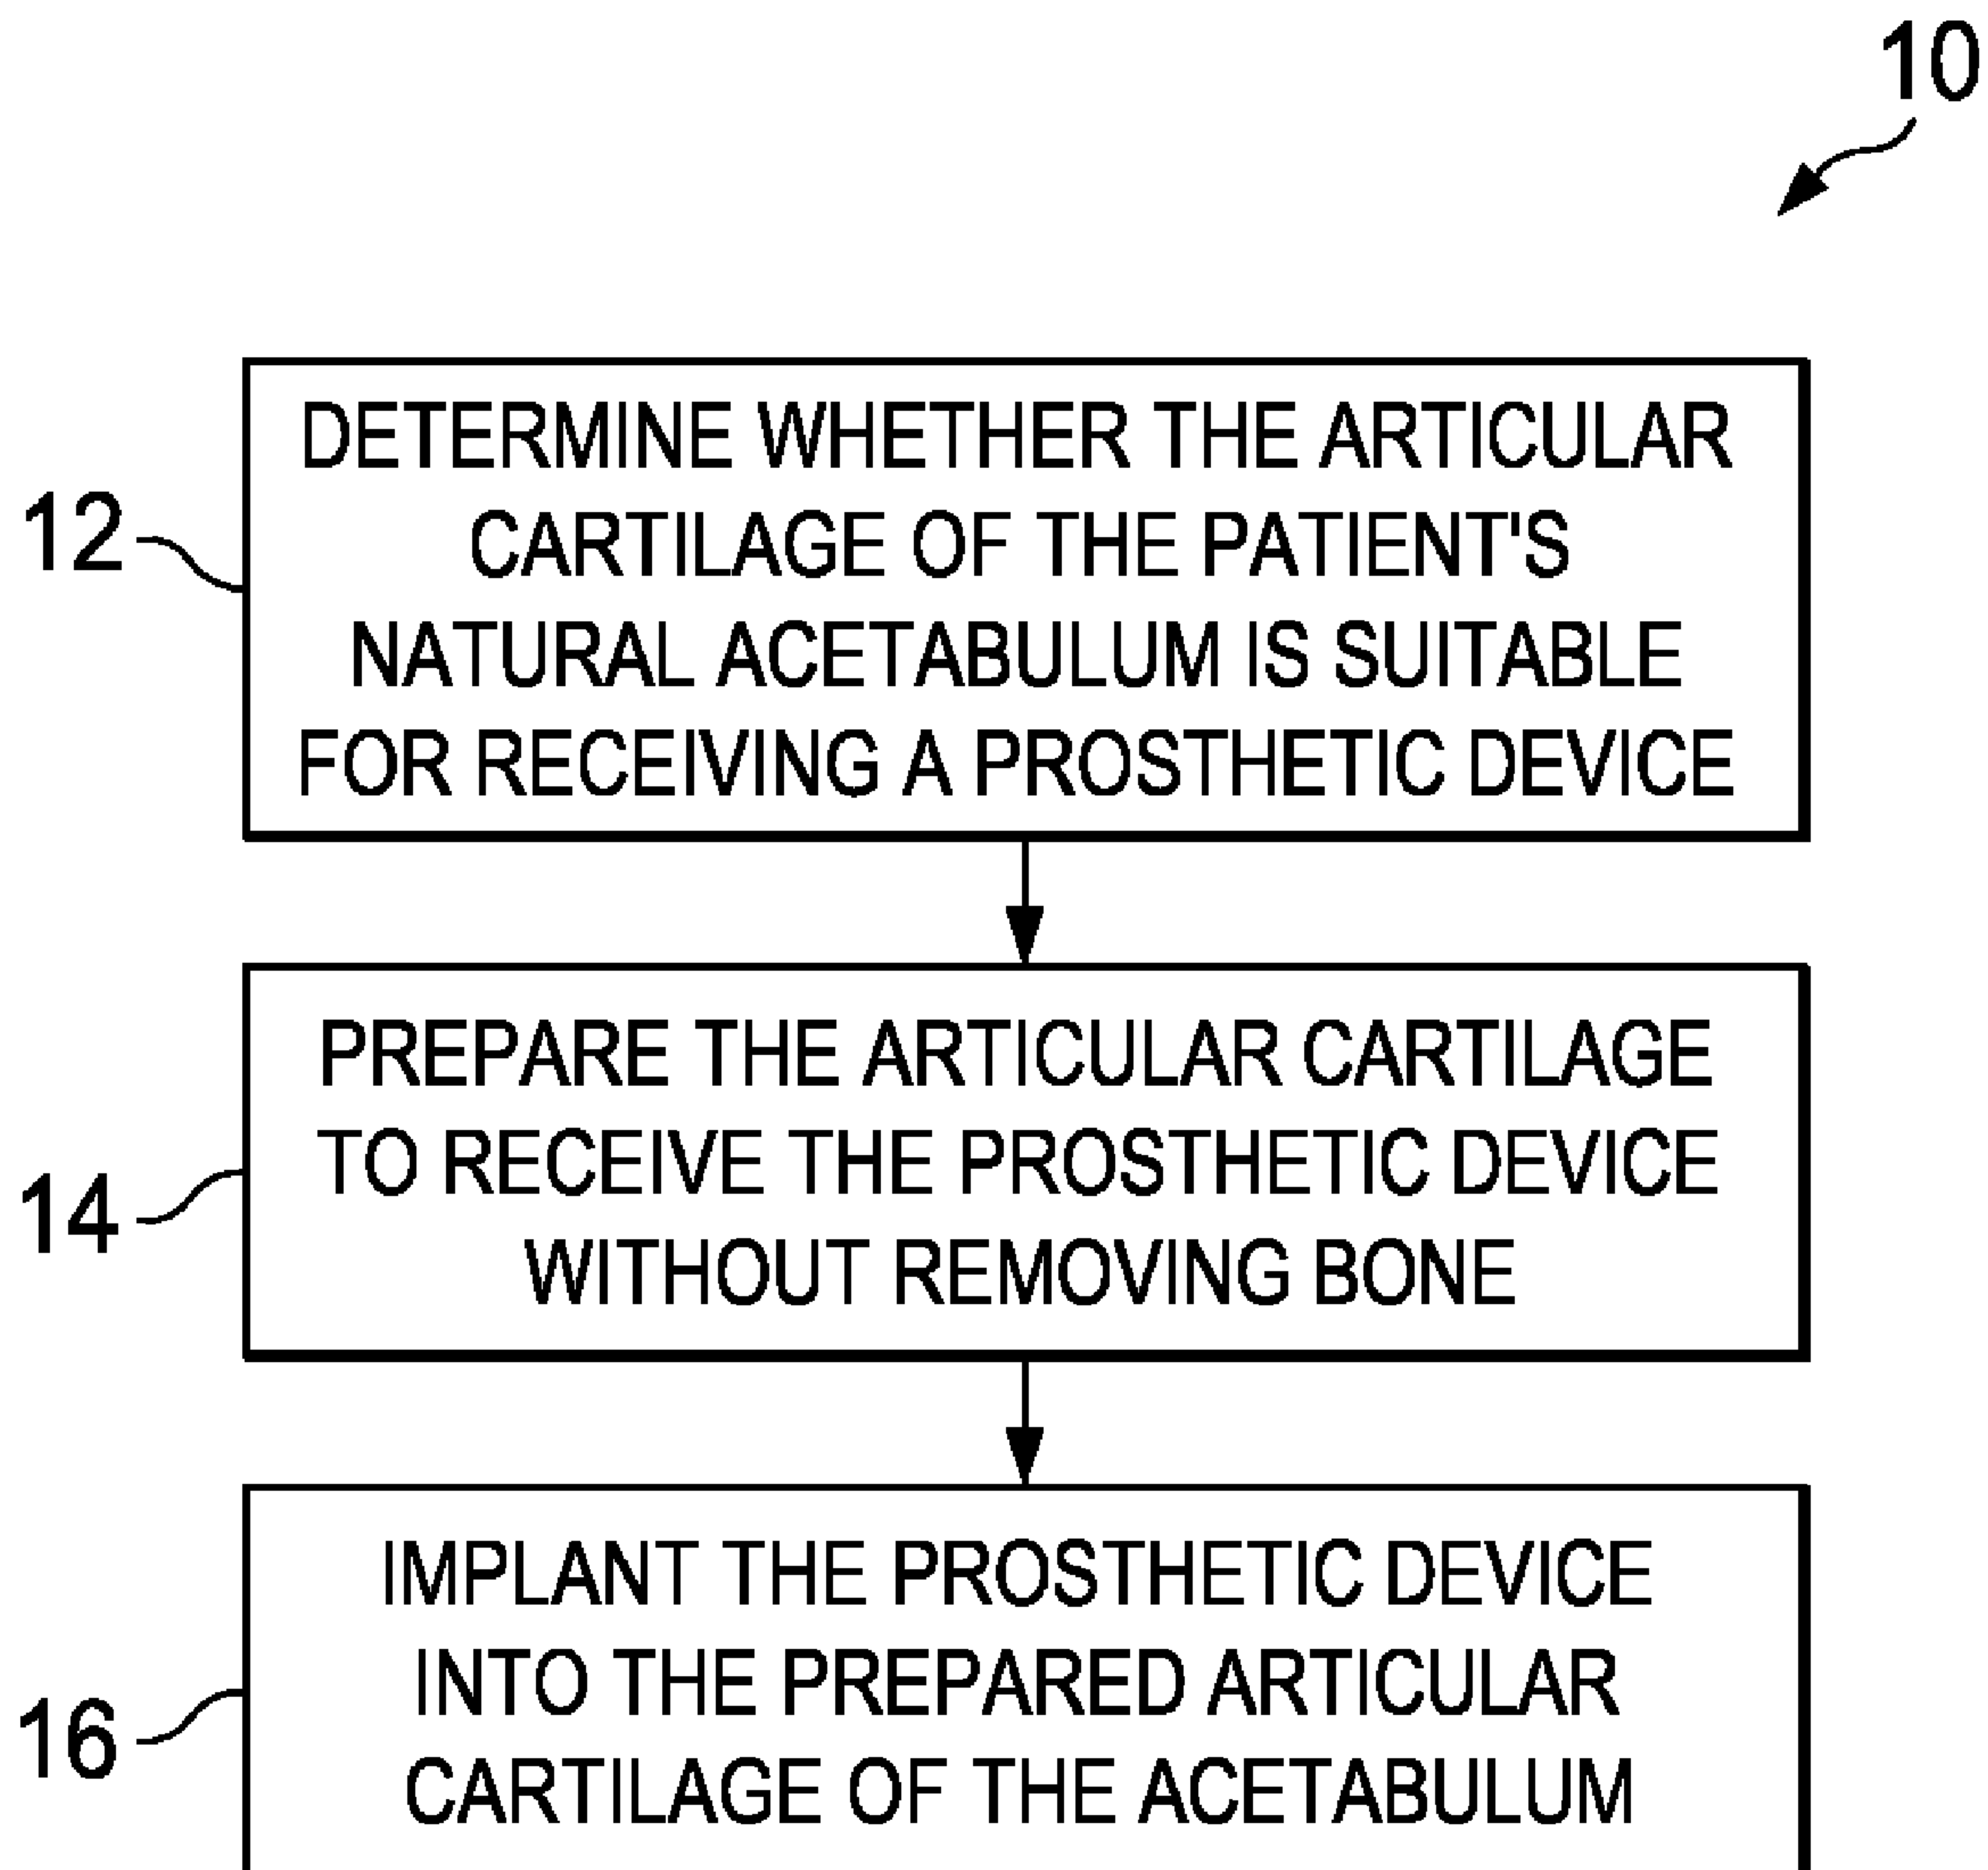 10
12
DETERMINE WHETHER THE ARTICULAR
CARTILAGE OF THE PATIENT'S
NATURAL ACETABULUM IS SUITABLE
FOR RECEIVING A PROSTHETIC DEVICE
14
PREPARE THE ARTICULAR CARTILAGE
TO RECEIVE THE PROSTHETIC DEVICE
WITHOUT REMOVING BONE
16
IMPLANT THE PROSTHETIC DEVICE
INTO THE PREPARED ARTICULAR
CARTILAGE OF THE ACETABULUM